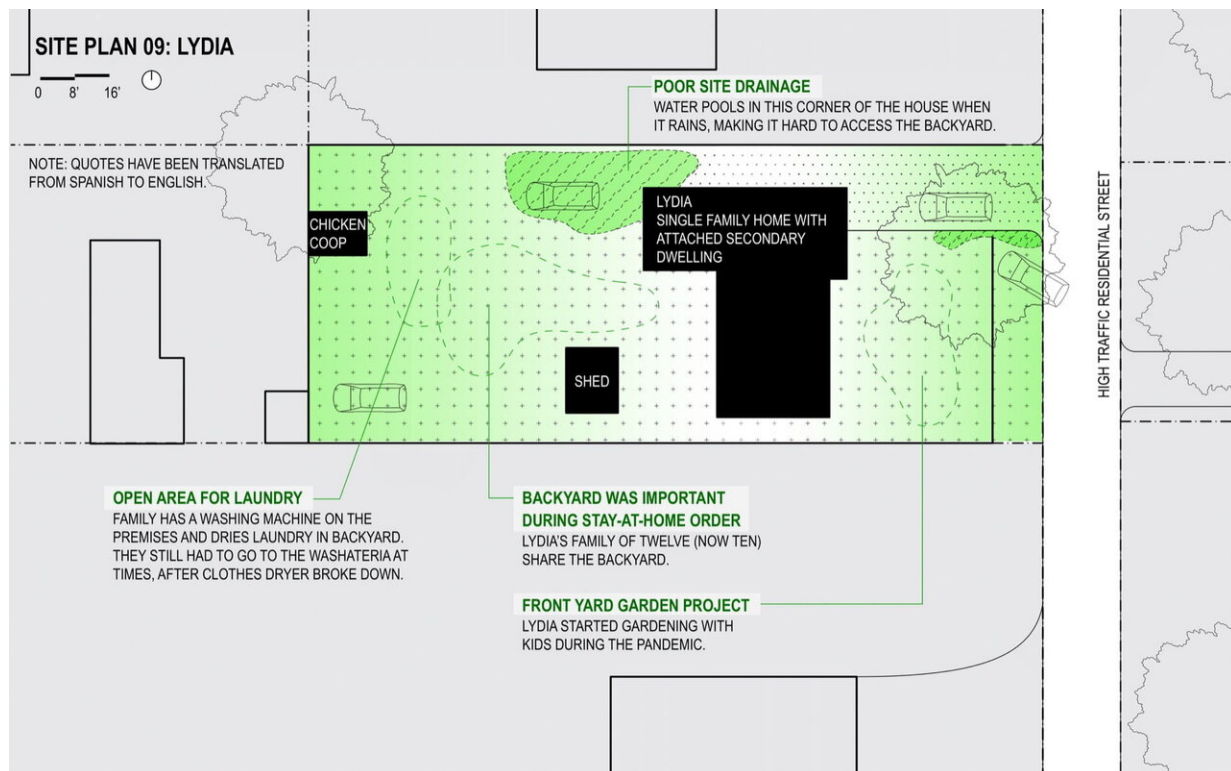 SITE PLAN 09: LYDIA
0 8' 16'
NOTE: QUOTES HAVE BEEN TRANSLATED
FROM SPANISH TO ENGLISH.
POOR SITE DRAINAGE
WATER POOLS IN THIS CORNER OF THE HOUSE WHEN
IT RAINS, MAKING IT HARD TO ACCESS THE BACKYARD.
CHICKEN
COOP
LYDIA
SINGLE FAMILY HOME WITH
ATTACHED SECONDARY
DWELLING
SHED
HIGH TRAFFIC RESIDENTIAL STREET
OPEN AREA FOR LAUNDRY
FAMILY HAS A WASHING MACHINE ON THE
PREMISES AND DRIES LAUNDRY IN BACKYARD.
THEY STILL HAD TO GO TO THE WASHATERIA AT
TIMES, AFTER CLOTHES DRYER BROKE DOWN.
BACKYARD WAS IMPORTANT
DURING STAY-AT-HOME ORDER
LYDIA'S FAMILY OF TWELVE (NOW TEN)
SHARE THE BACKYARD.
FRONT YARD GARDEN PROJECT
LYDIA STARTED GARDENING WITH
KIDS DURING THE PANDEMIC.